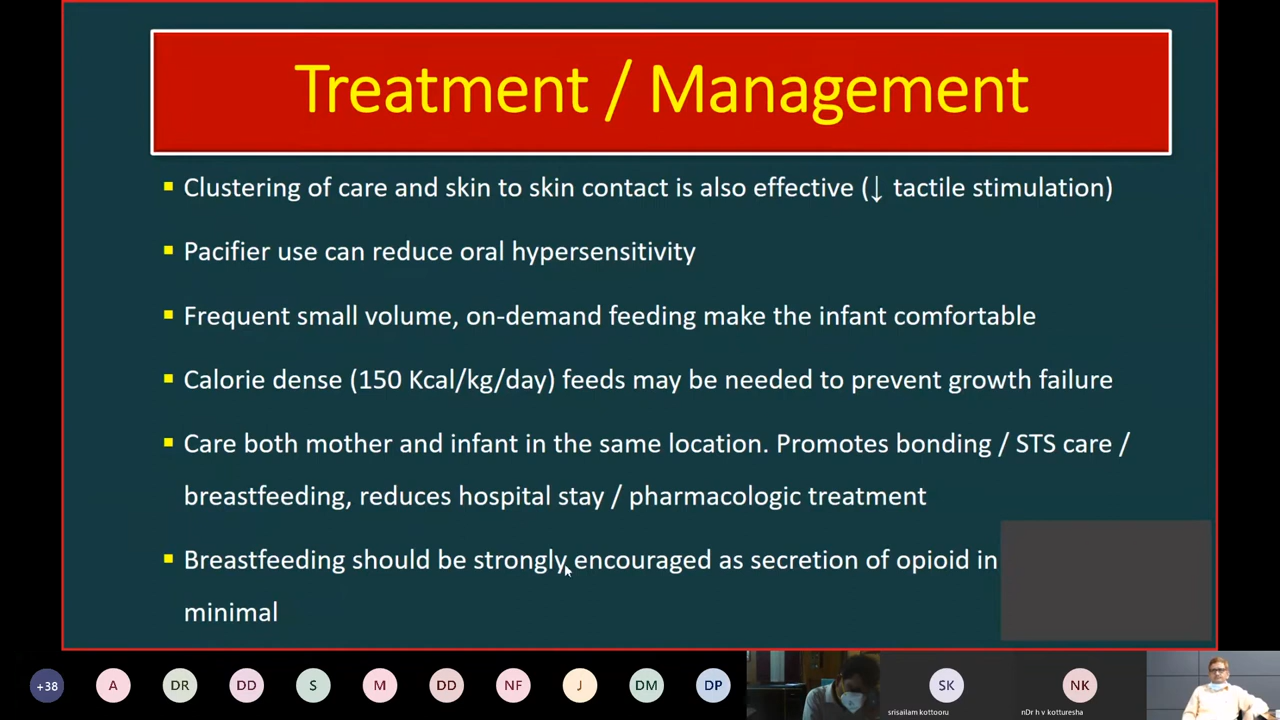 Treatment / Management
▪ Clustering of care and skin to skin contact is also effective (↓ tactile stimulation)
▪ Pacifier use can reduce oral hypersensitivity
▪ Frequent small volume, on-demand feeding make the infant comfortable
▪ Calorie dense (150 Kcal/kg/day) feeds may be needed to prevent growth failure
▪ Care both mother and infant in the same location. Promotes bonding / STS care /
breastfeeding, reduces hospital stay / pharmacologic treatment
▪ Breastfeeding should be strongly encouraged as secretion of opioid in
minimal
+38 A DR DD S M DD NF J DM DP SK NK
srisailam kottooru nDr h v kotturesha